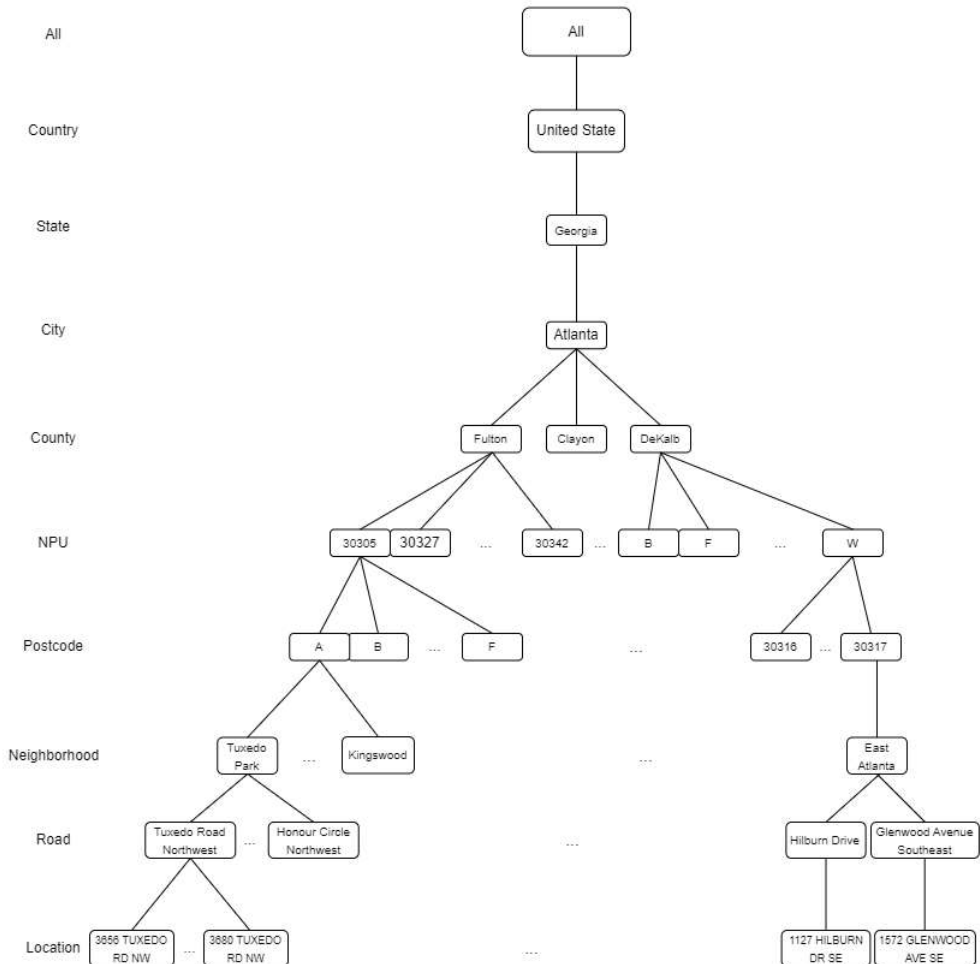 All
All
Country
United State
State
Georgia
City
Atlanta
County
Fulton
Clayon
DeKalb
NPU
30305
30327
...
30342
...
B
F
...
W
Postcode
A
B
...
F
...
30316
...
30317
Neighborhood
Tuxedo
Park
...
Kingswood
...
East
Atlanta
Road
Tuxedo Road
Northwest
...
Honour Circle
Northwest
...
Hilburn Drive
Glenwood Avenue
Southeast
Location
3656 TUXEDO
RD NW
...
3680 TUXEDO
RD NW
...
1127 HILBURN
DR SE
1572 GLENWOOD
AVE SE